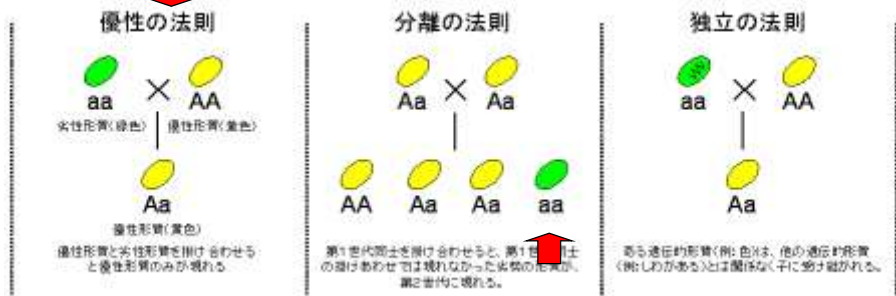 優性の法則
aa
AA
劣性形質(緑色)
優性形質(黄色)
Aa
優性形質(黄色)
優性形質と劣性形質を掛け合わせる
と優性形質のみが現れる
分離の法則
Aa
Aa
AA
Aa
Aa
aa
第1世代同士を掛け合わせると、第1世
同士
の掛けあわせでは現れなかった劣勢の形質が、
第2世代に現れる。
独立の法則
aa
AA
Aa
ある遺伝的形質(例:色)は、他の遺伝的形質
(例:しわがある)とは関係なく子に受け継がれる。